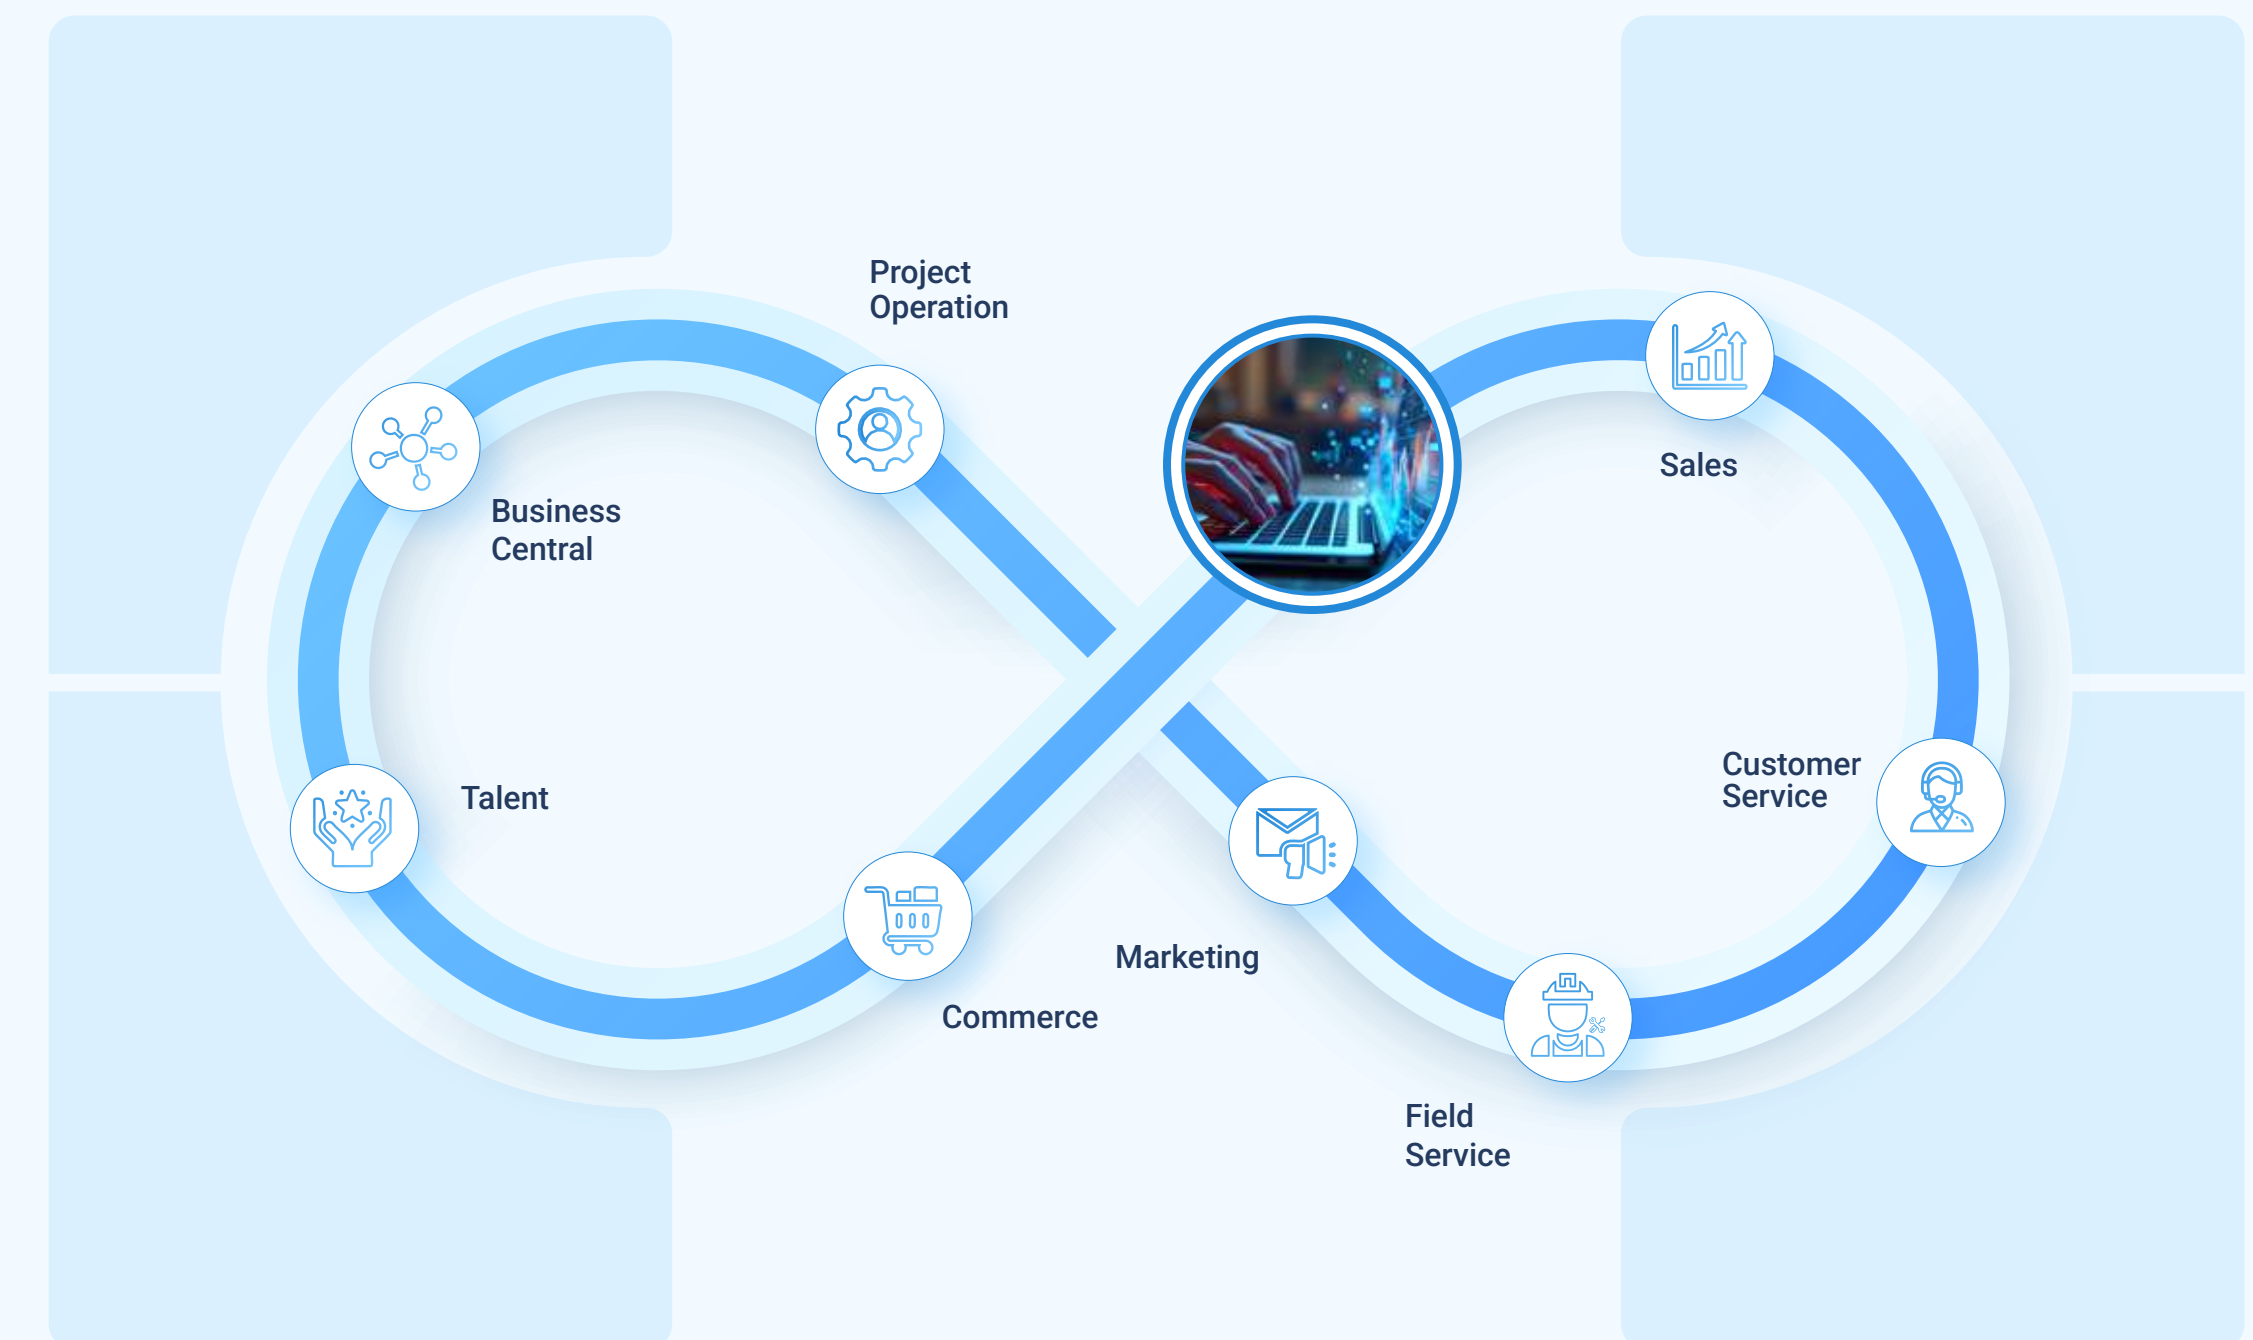 Project
Operation
Business
Central
Sales
Talent
Customer
Service
Marketing
Commerce
Field
Service